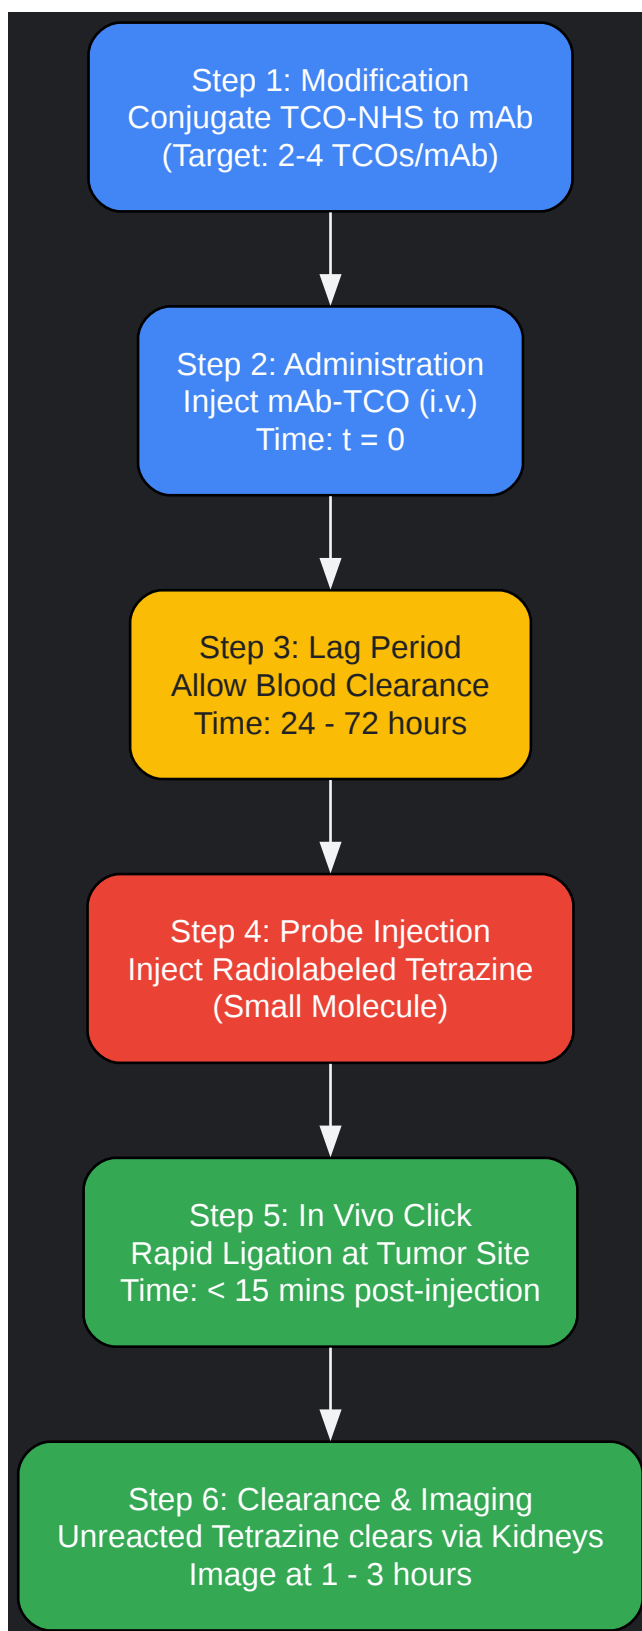 Step 1: Modification
Conjugate TCO-NHS to mAb
(Target: 2-4 TCOs/mAb)
Step 2: Administration
Inject mAb-TCO (i.v.)
Time: t = 0
Step 3: Lag Period
Allow Blood Clearance
Time: 24 - 72 hours
Step 4: Probe Injection
Inject Radiolabeled Tetrazine
(Small Molecule)
Step 5: In Vivo Click
Rapid Ligation at Tumor Site
Time: < 15 mins post-injection
Step 6: Clearance & Imaging
Unreacted Tetrazine clears via Kidneys
Image at 1 - 3 hours